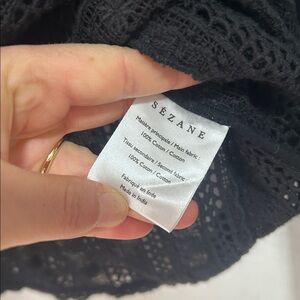 SÉZANE
Matière principale / Main fabric :
100% Coton / Cotton
Tissu secondaire / Second fabric :
100% Coton / Cotton
Fabriqué en Inde
Made in India